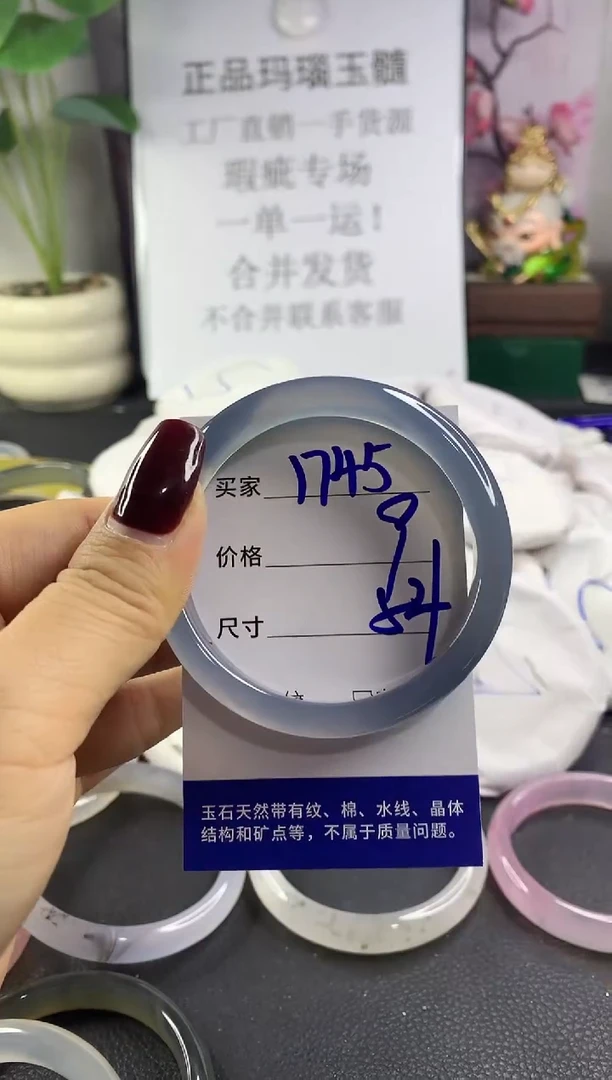 正品玛瑙玉髓
工厂直销一手货源
瑕疵专场
一单一运!
合并发货
不合并联系客服
买家 1745
价格 9
尺寸 54
玉石天然带有纹、棉、水线、晶体
结构和矿点等，不属于质量问题。